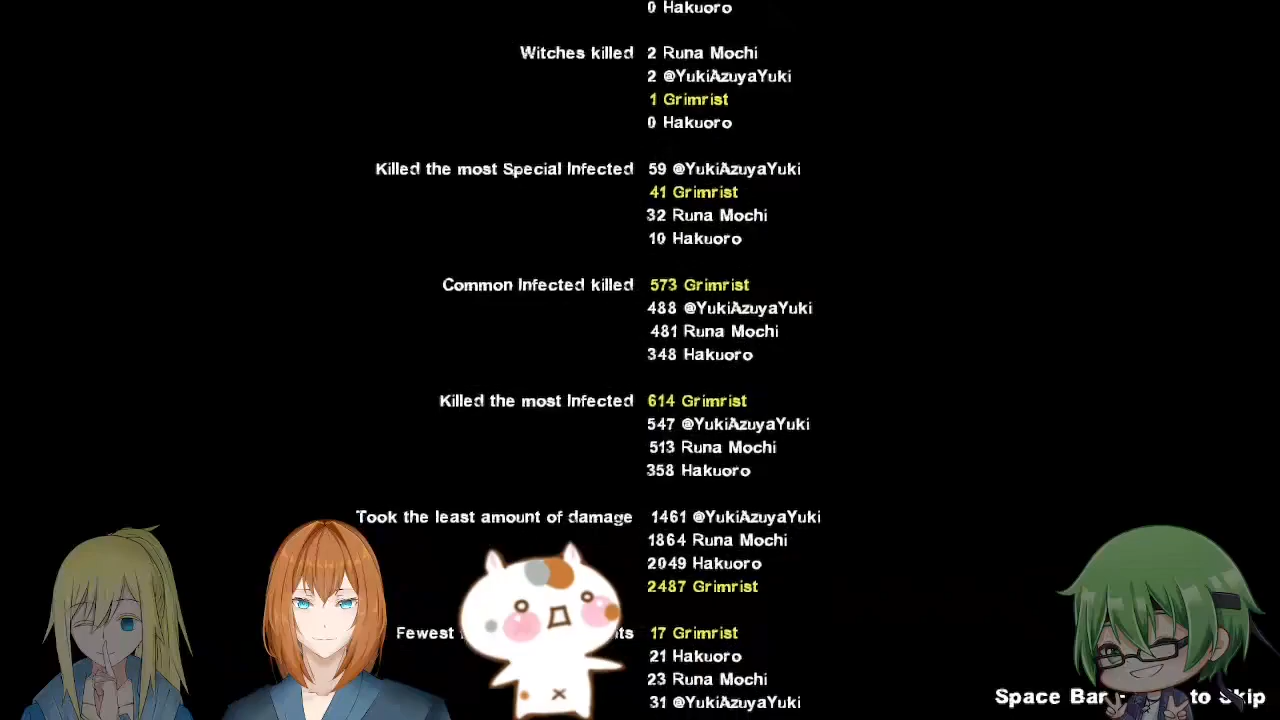 0 Hakuoro
Witches killed 2 Runa Mochi
2 @YukiAzuyaYuki
1 Grimrist
0 Hakuoro
Killed the most Special Infected 59 @YukiAzuyaYuki
41 Grimrist
32 Runa Mochi
10 Hakuoro
Common Infected killed 573 Grimrist
488 @YukiAzuyaYuki
481 Runa Mochi
348 Hakuoro
Killed the most Infected 614 Grimrist
547 @YukiAzuyaYuki
513 Runa Mochi
358 Hakuoro
Took the least amount of damage 1461 @YukiAzuyaYuki
1864 Runa Mochi
2049 Hakuoro
2487 Grimrist
Fewest 17 Grimrist
21 Hakuoro
23 Runa Mochi
31 @YukiAzuyaYuki
Space Bar - to Skip